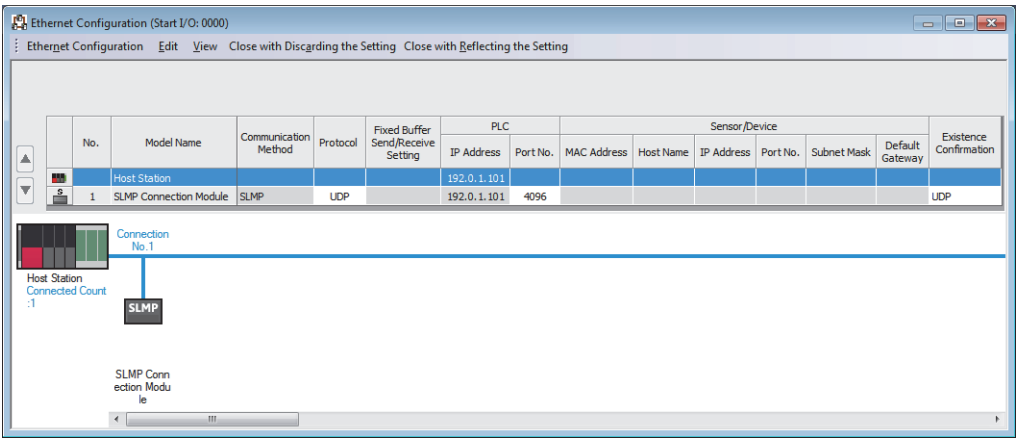 Ethernet Configuration (Start I/O: 0000)
Ethernet Configuration Edit View Close with Discarding the Setting Close with Reflecting the Setting
No. Model Name Communication Method Protocol Fixed Buffer Send/Receive Setting PLC Sensor/Device Existence Confirmation
IP Address Port No. MAC Address Host Name IP Address Port No. Subnet Mask Default Gateway
Host Station 192.0.1.101
S 1 SLMP Connection Module SLMP UDP 192.0.1.101 4096 UDP
Connection
No.1
Host Station
Connected Count
:1
SLMP
SLMP Conn
ection Modu
le